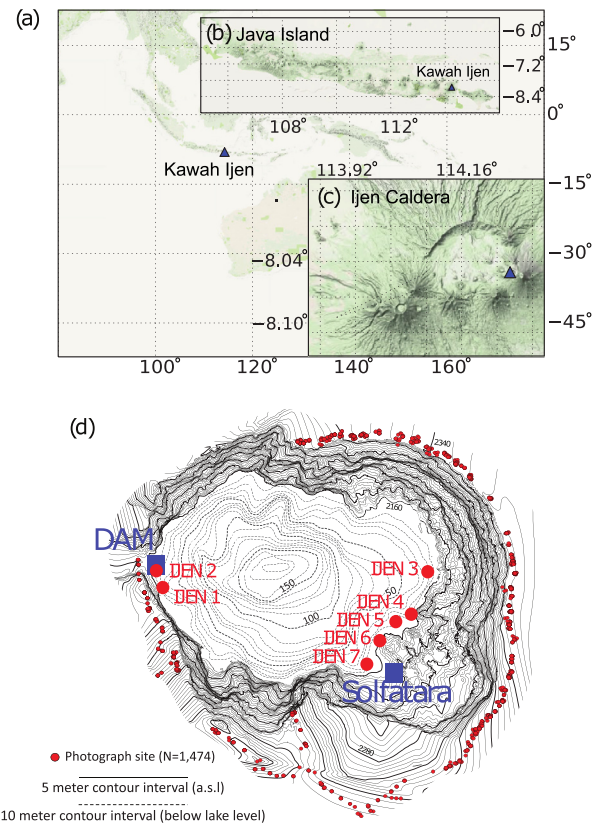 (a)
(b) Java Island
−6.0
15°
−7.2
Kawah Ijen
−8.4
108°
112°
0°
Kawah Ijen
113.92°
114.16°
−15°
(c) Ijen Caldera
−8.04°
−30°
−8.10°
−45°
100°
120°
140°
160°
(d)
2340
2160
DAM
DEN 2
DEN 3
DEN 1
150
50
DEN 4
100
DEN 5
DEN 6
DEN 7
Solfatara
2280
Photograph site (N=1,474)
5 meter contour interval (a.s.l)
10 meter contour interval (below lake level)